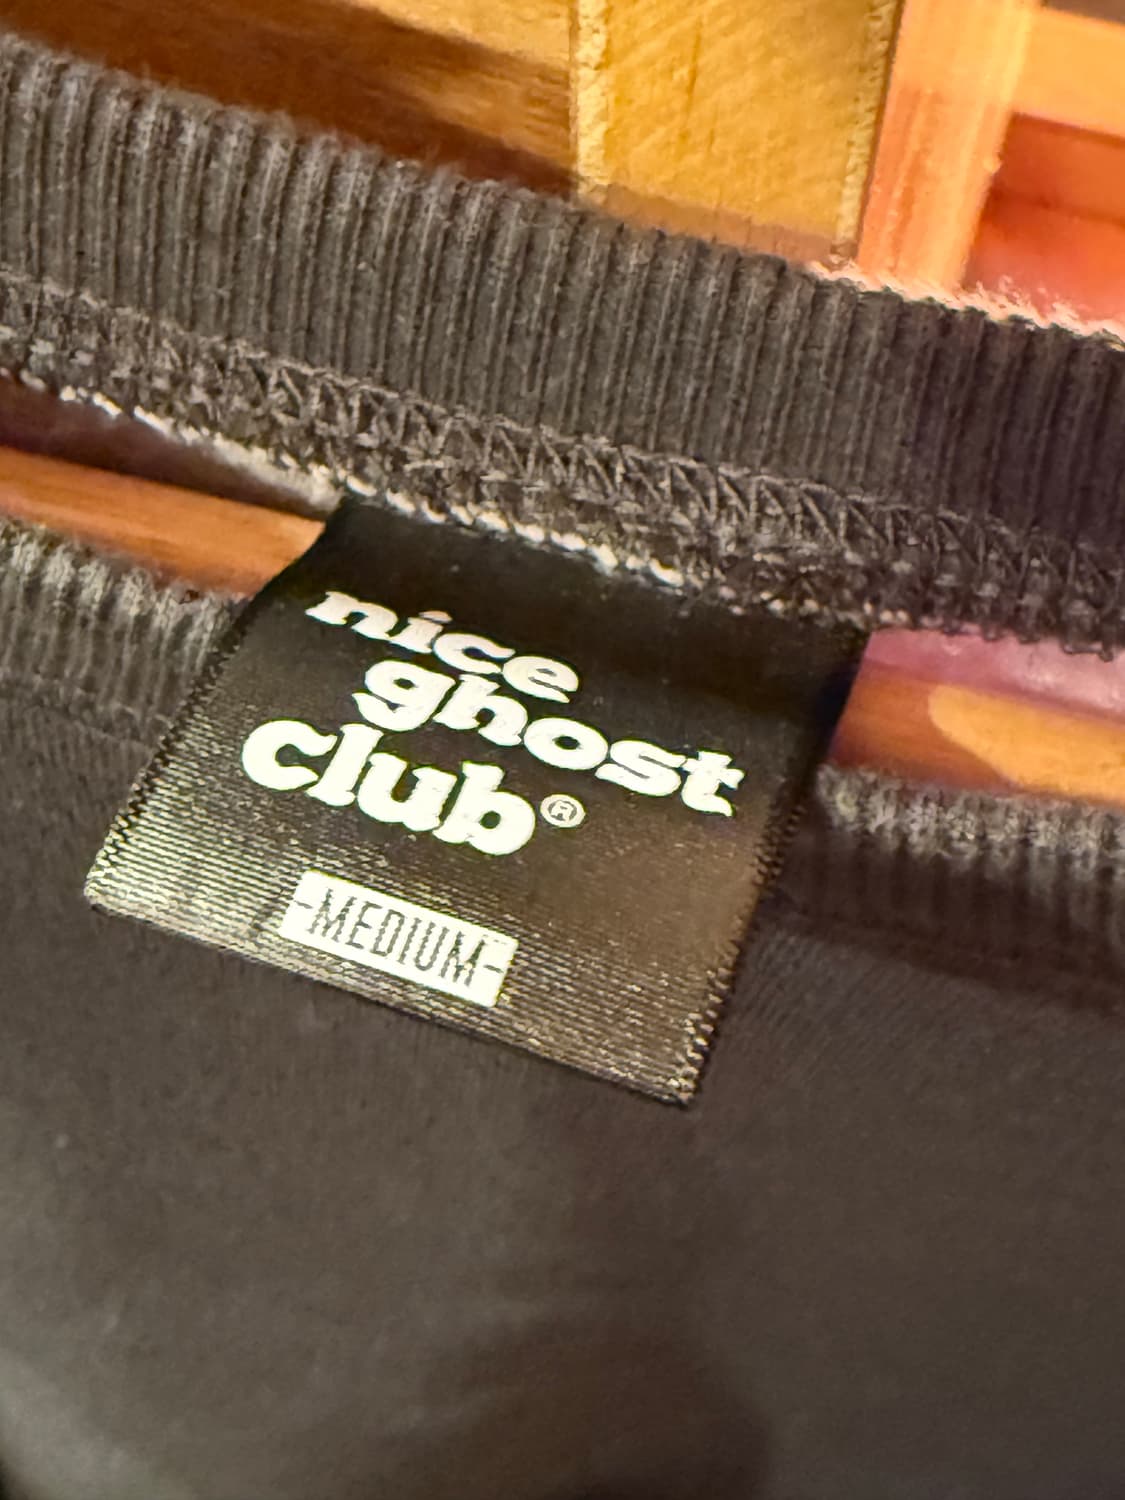 nice
ghost
club®
-MEDIUM-